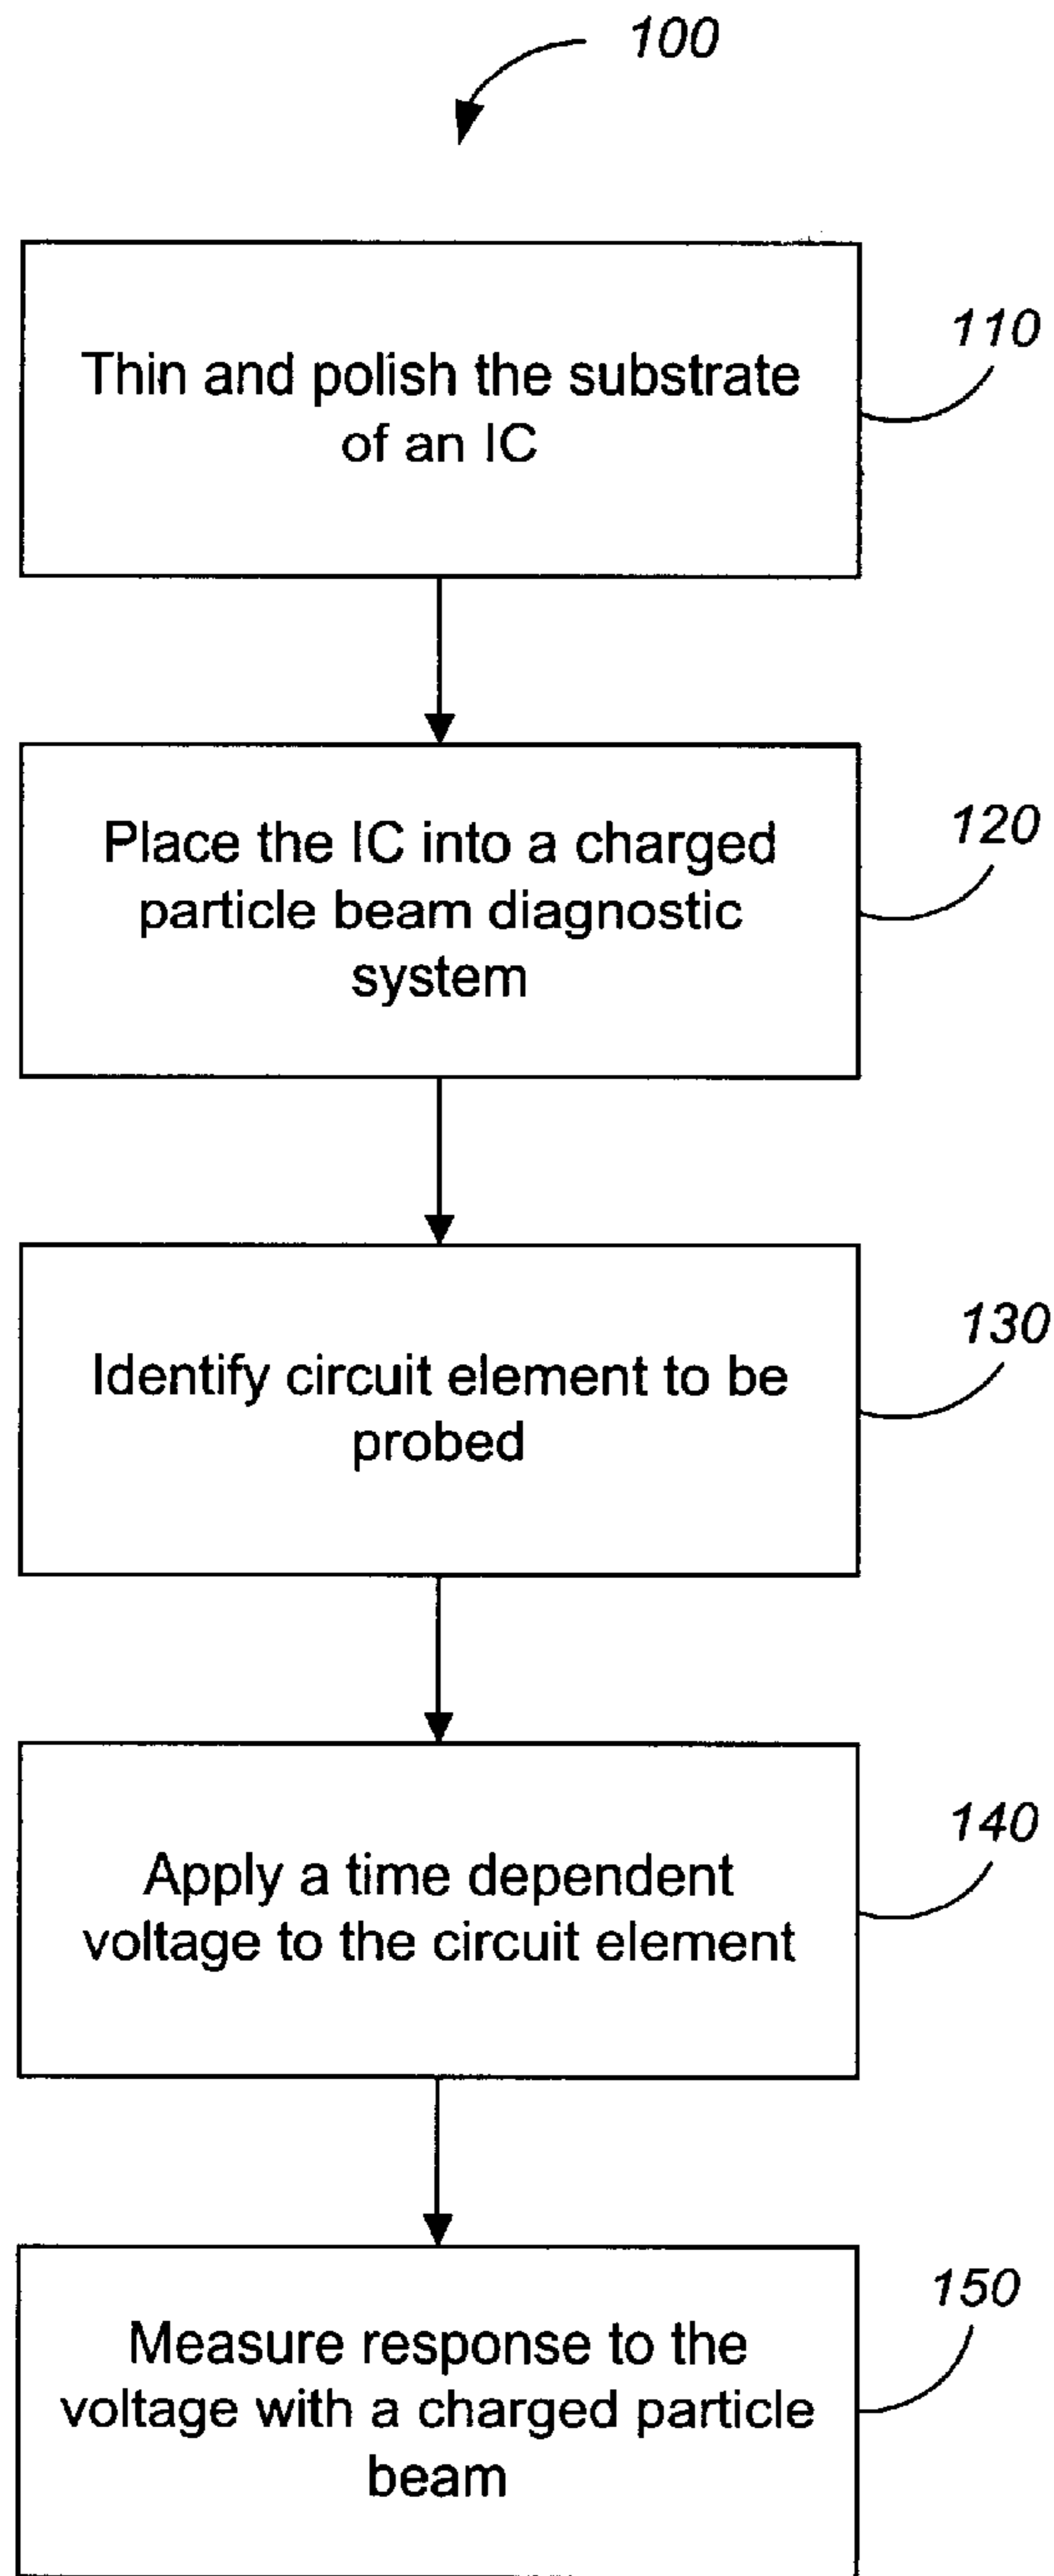 100
Thin and polish the substrate
of an IC
110
Place the IC into a charged
particle beam diagnostic
system
120
Identify circuit element to be
probed
130
Apply a time dependent
voltage to the circuit element
140
Measure response to the
voltage with a charged particle
beam
150